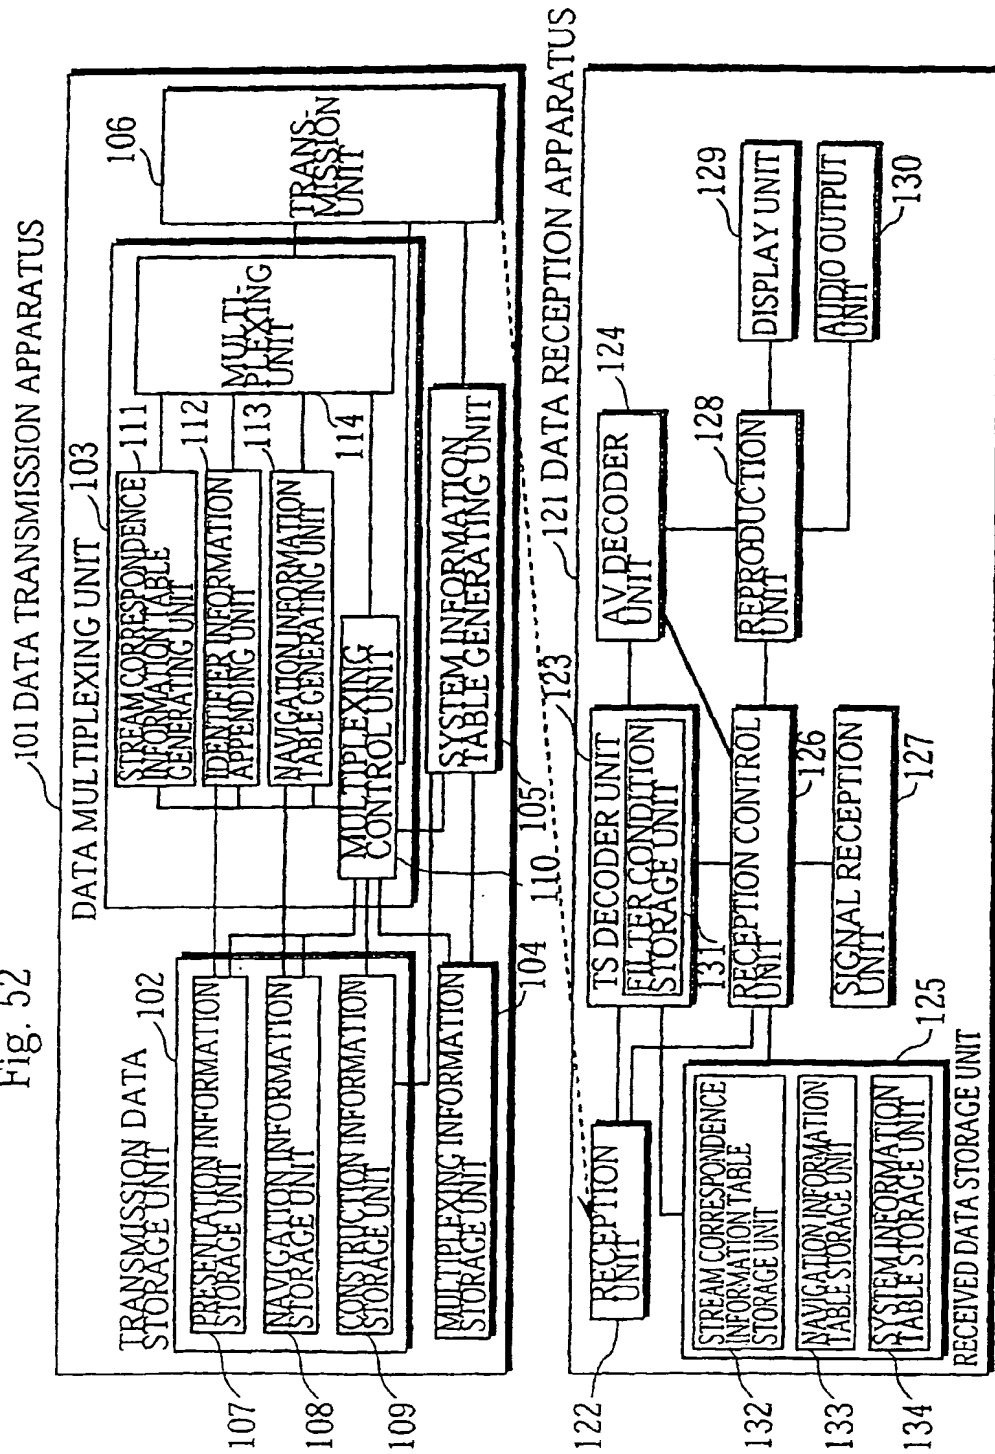 Fig. 52
101 DATA TRANSMISSION APPARATUS
TRANSMISSION DATA
STORAGE UNIT
102
107
PRESENTATION INFORMATION
STORAGE UNIT
108
NAVIGATION INFORMATION
STORAGE UNIT
109
CONSTRUCTION INFORMATION
STORAGE UNIT
MULTIPLEXING INFORMATION
STORAGE UNIT
104
DATA MULTIPLEXING UNIT
103
STREAM CORRESPONDENCE
INFORMATION TABLE
GENERATING UNIT
111
IDENTIFIER INFORMATION
APPENDING UNIT
112
NAVIGATION INFORMATION
TABLE GENERATING UNIT
113
MULTIPLEXING
CONTROL UNIT
110
MULTI-
PLEXING
UNIT
114
SYSTEM INFORMATION
TABLE GENERATING UNIT
105
TRANS-
MISSION
UNIT
106
121 DATA RECEPTION APPARATUS
RECEPTION
UNIT
122
TS DECODER UNIT
123
FILTER CONDITION
STORAGE UNIT
131
AV DECODER
UNIT
124
RECEPTION CONTROL
UNIT
126
REPRODUCTION
UNIT
128
DISPLAY UNIT
129
AUDIO OUTPUT
UNIT
130
SIGNAL RECEPTION
UNIT
127
125
132
STREAM CORRESPONDENCE
INFORMATION TABLE
STORAGE UNIT
133
NAVIGATION INFORMATION
TABLE STORAGE UNIT
134
SYSTEM INFORMATION
TABLE STORAGE UNIT
RECEIVED DATA STORAGE UNIT